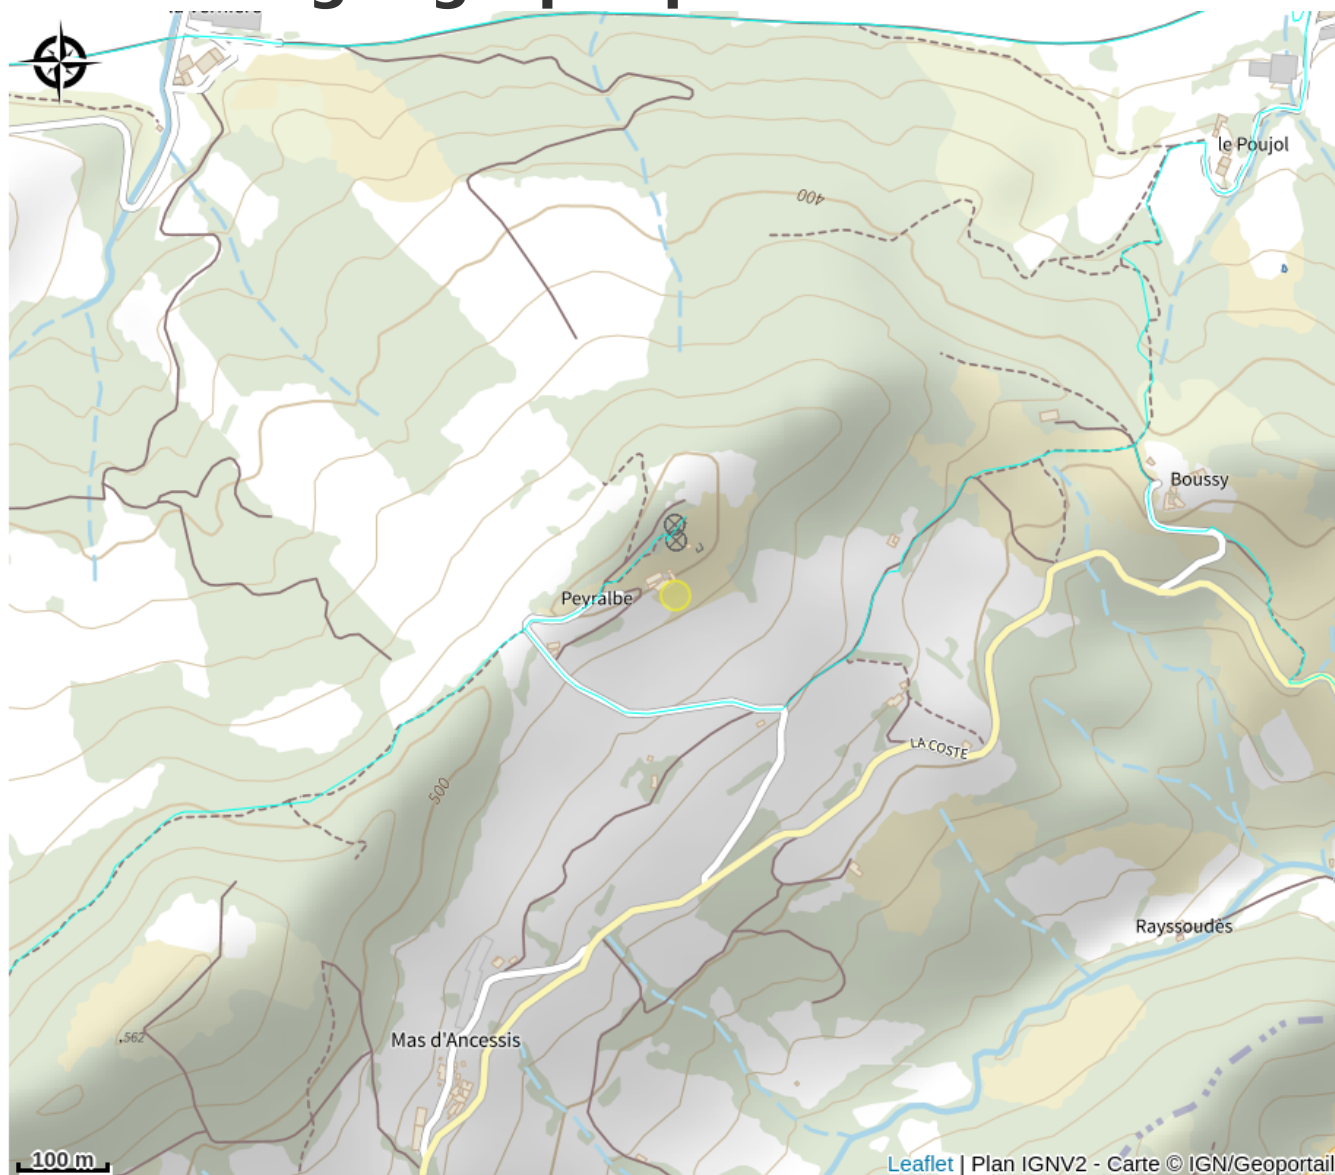 le Poujol
400
Boussy
Peyralbe
LA COSTE
500
Rayssoudès
Mas d'Ancessis
.562
100 m
Leaflet | Plan IGNV2 - Carte © IGN/Geoportail